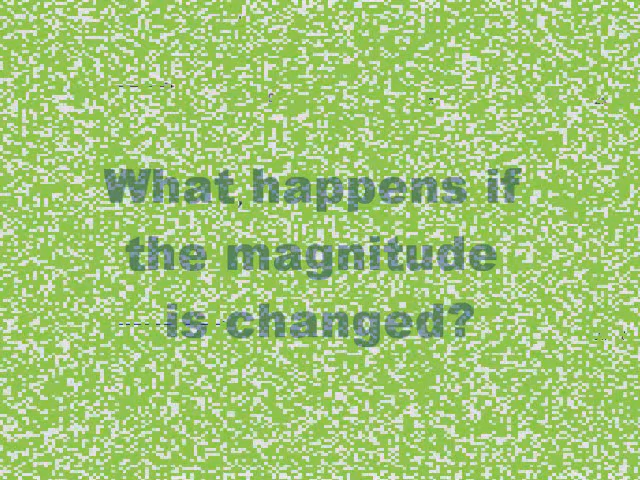 What happens if
the magnitude
is changed?